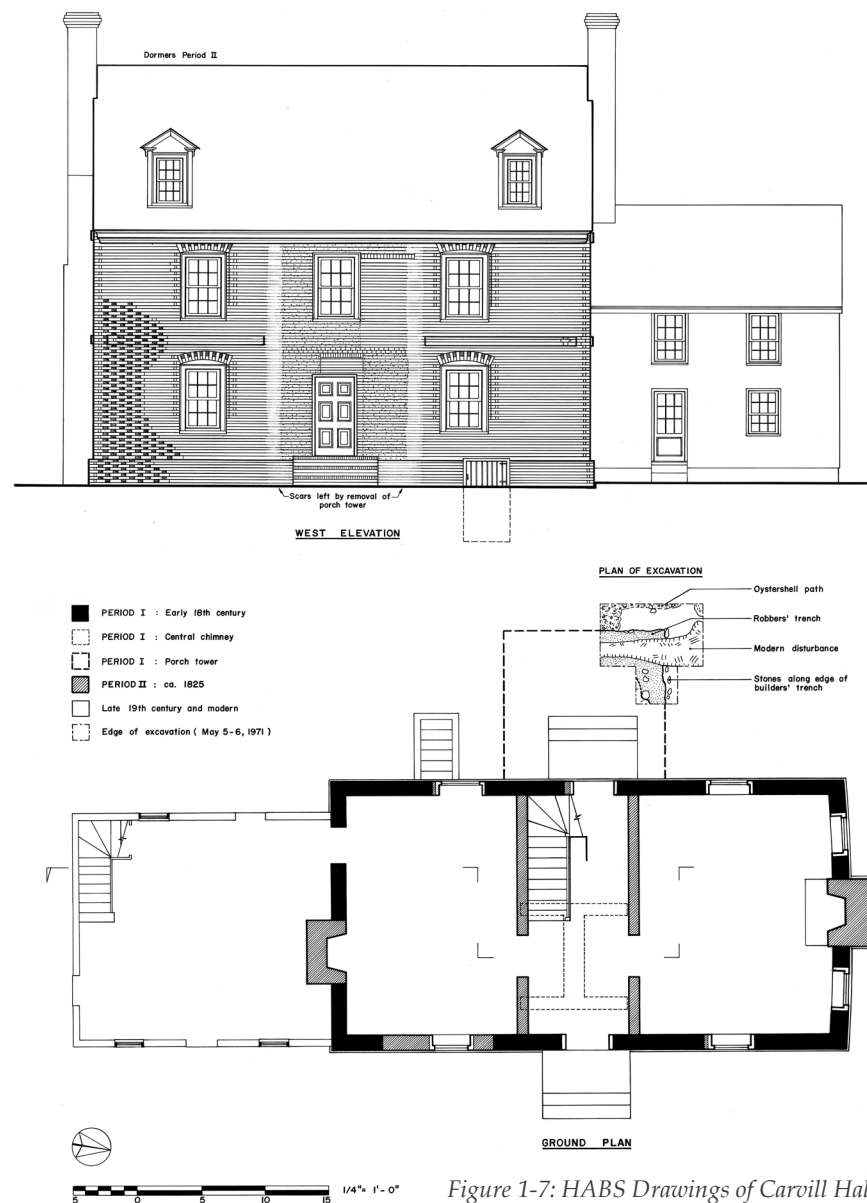 Dormers Period II
Scars left by removal of
porch tower
WEST ELEVATION
PLAN OF EXCAVATION
Oystershell path
Robbers' trench
Modern disturbance
Stones along edge of
builders' trench
PERIOD I : Early 18th century
PERIOD I : Central chimney
PERIOD I : Porch tower
PERIOD II : ca. 1825
Late 19th century and modern
Edge of excavation ( May 5-6, 1971 )
GROUND PLAN
5 0 5 10 15
1/4"= 1'- 0"
Figure 1-7: HABS Drawings of Carvill Hal